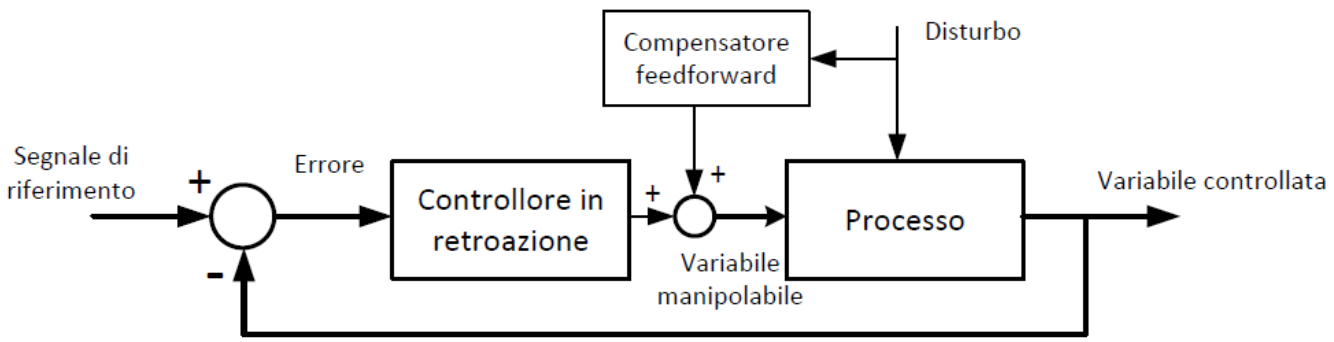 Compensatore
feedforward
Disturbo
Segnale di
riferimento
+
Errore
Controllore in
retroazione
+
+
Processo
Variabile controllata
-
Variabile
manipolabile